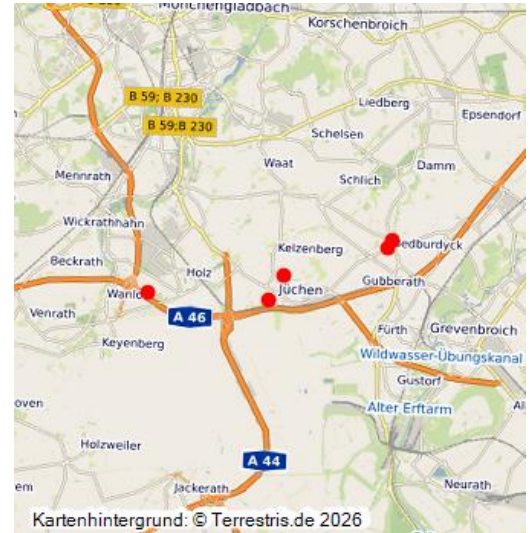 Mönchengladbach
Korschenbroich
B 59; B 230
Liedberg
Epsendorf
B 59;B 230
Schelsen
Waat
Damm
Mennrath
Schlich
Wickrathhahn
Kelzenberg
Bedburdyck
Beckrath
Holz
Gubberath
Jüchen
Wanlo
Venrath
A 46
Fürth
Grevenbroich
Keyenberg
Wildwasser-Übungskanal
Gustorf
Alter Erftarm
Holzweiler
A 44
Jackerath
Neurath
Kartenhintergrund: © Terrestris.de 2026